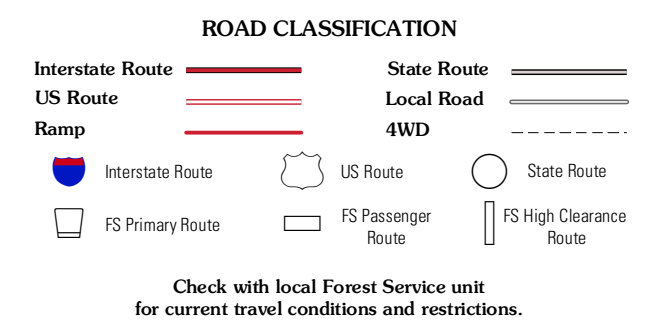 ROAD CLASSIFICATION
Interstate Route State Route
US Route Local Road
Ramp 4WD
Interstate Route US Route State Route
FS Primary Route
FS Passenger
Route
FS High Clearance
Route
Check with local Forest Service unit
for current travel conditions and restrictions.